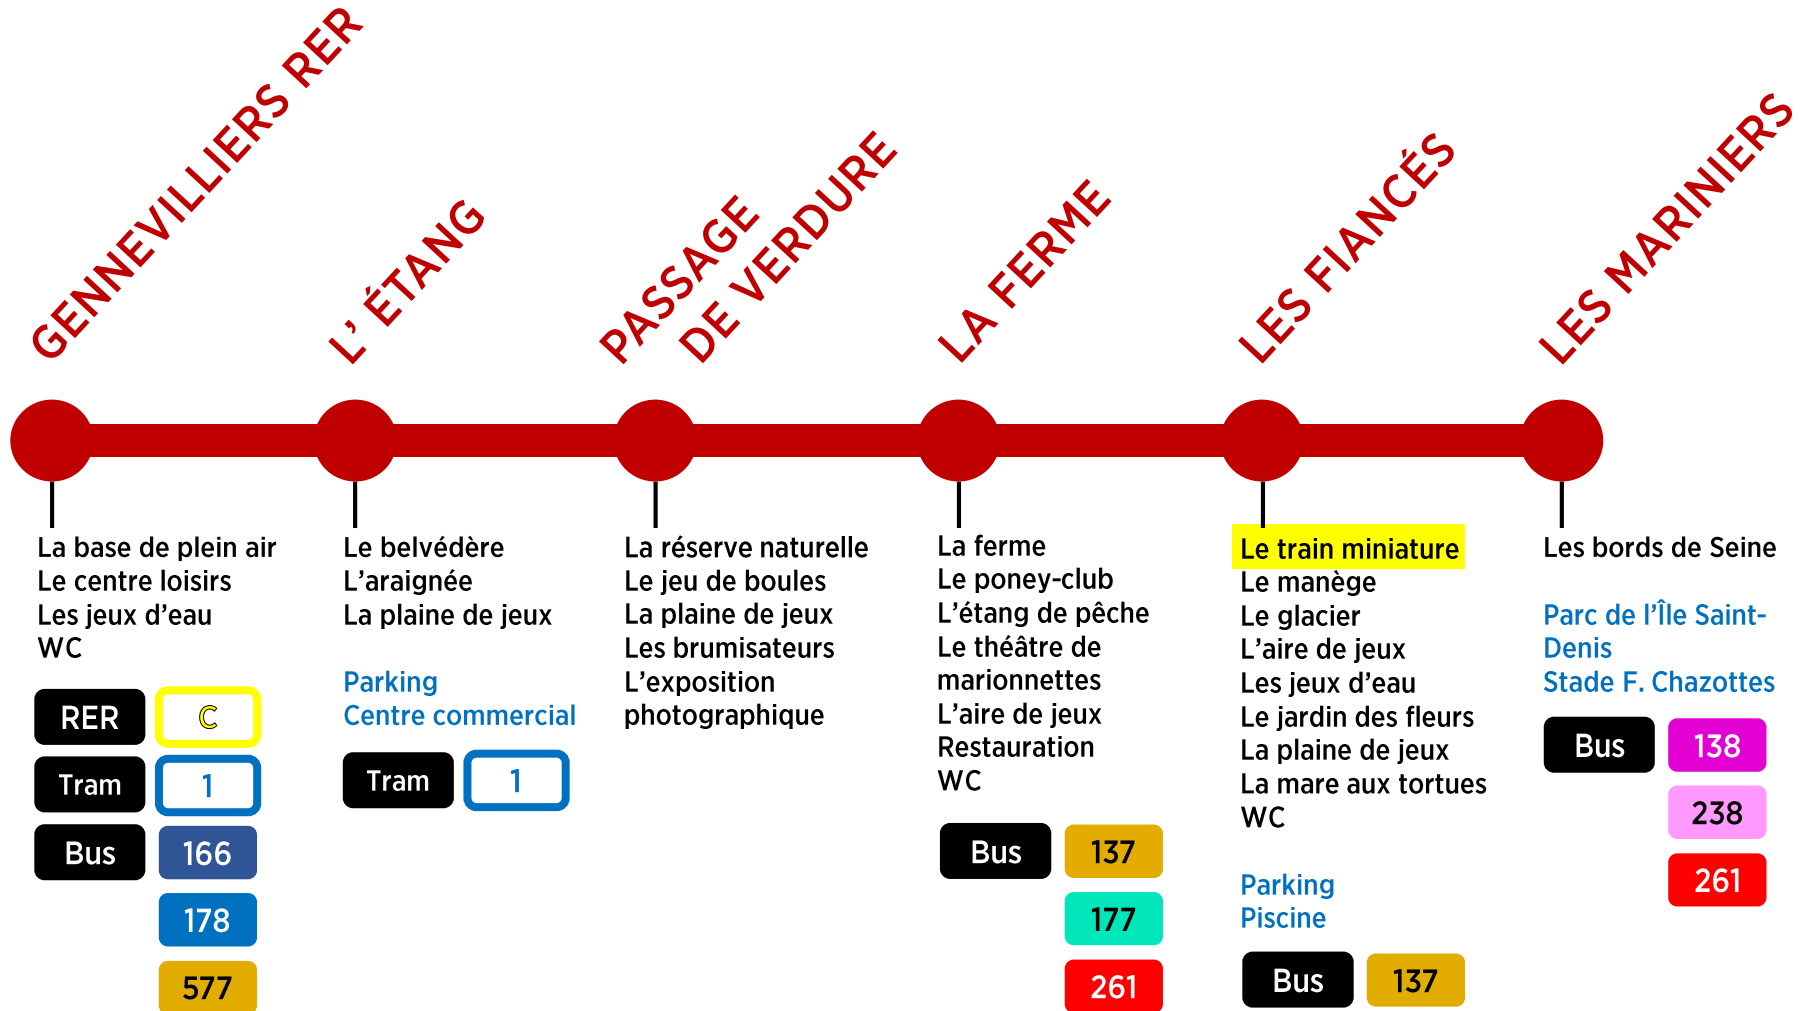 GENNEVILLIERS RER
L’ ÉTANG
PASSAGE
DE VERDURE
LA FERME
LES FIANCÉS
LES MARINIERS
La base de plein air
Le centre loisirs
Les jeux d’eau
WC
RER C
Tram 1
Bus 166
178
577
Le belvédère
L’araignée
La plaine de jeux
Parking
Centre commercial
Tram 1
La réserve naturelle
Le jeu de boules
La plaine de jeux
Les brumisateurs
L’exposition
photographique
La ferme
Le poney-club
L’étang de pêche
Le théâtre de
marionnettes
L’aire de jeux
Restauration
WC
Bus 137
177
261
Le train miniature
Le manège
Le glacier
L’aire de jeux
Les jeux d’eau
Le jardin des fleurs
La plaine de jeux
La mare aux tortues
WC
Parking
Piscine
Bus 137
Les bords de Seine
Parc de l’Île Saint-
Denis
Stade F. Chazottes
Bus 138
238
261